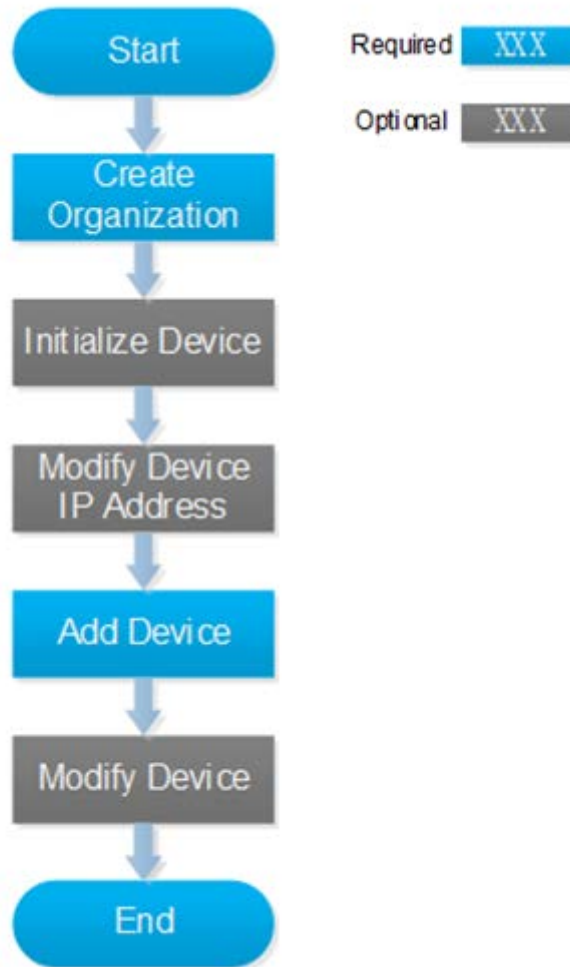 Start
Required XXX
Optional XXX
Create
Organization
Initialize Device
Modify Device
IP Address
Add Device
Modify Device
End